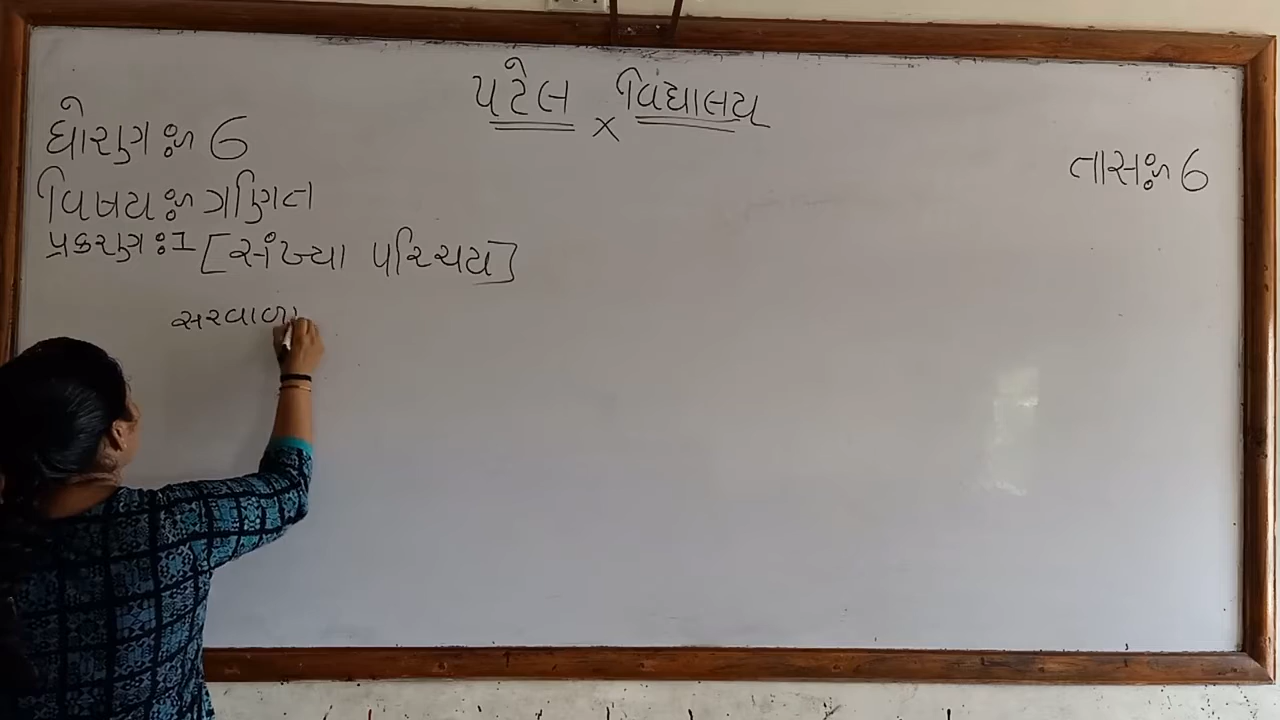 પટેલ વિદ્યાલય
ધોરણ :- 6
તાસ :- 6
વિષય :- ગણિત
પ્રકરણ : 1 [સંખ્યા પરિચય]
સરવાળા